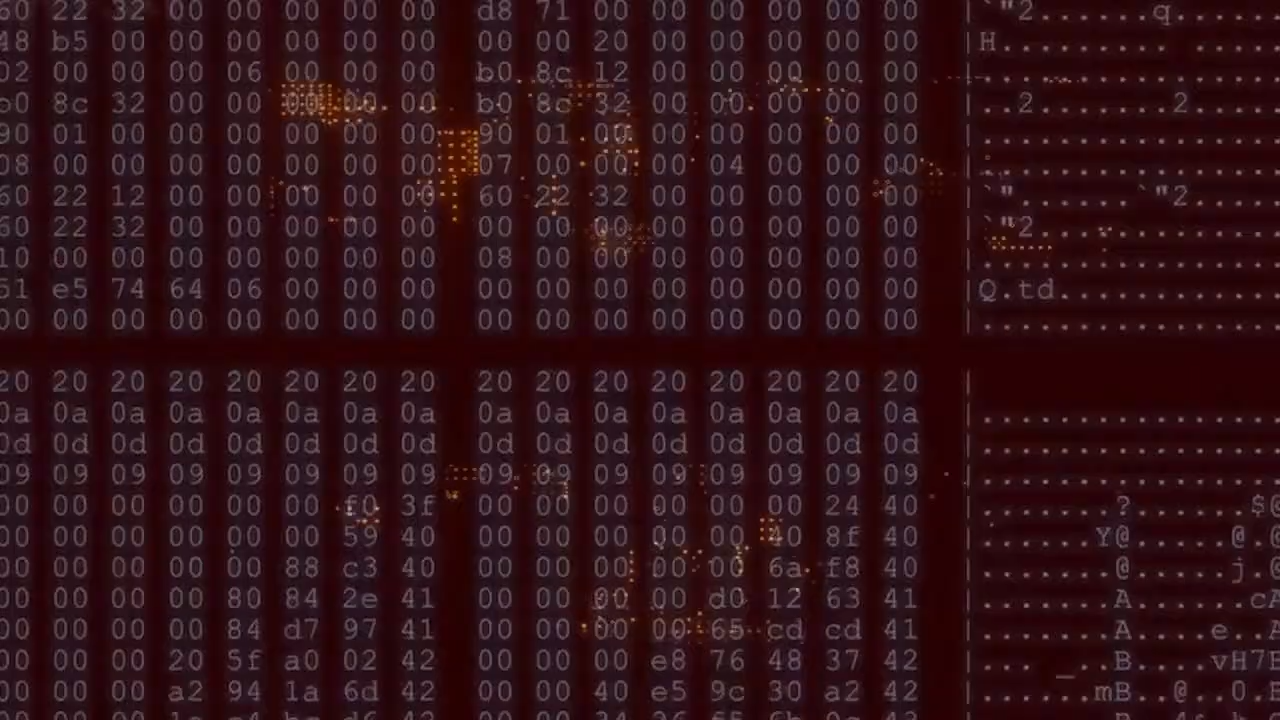 60 22 32 00 00 00 00 00 d8 71 00 00 00 00 00 00 `"2.......q......
48 b5 00 00 00 00 00 00 00 00 20 00 00 00 00 00 H......... .....
02 00 00 00 06 00 00 00 b0 8c 12 00 00 00 00 00
8c 32 00 00 00 00 00 b0 8c 32 00 00 00 00 00 ..2.......2.....
90 01 00 00 00 00 00 00 90 01 00 00 00 00 00 00
08 00 00 00 00 00 00 00 07 00 00 00 04 00 00 00
60 22 12 00 00 00 00 00 60 22 32 00 00 00 00 00 `"......`"2.....
60 22 32 00 00 00 00 00 00 00 00 00 00 00 00 00 `"2.............
10 00 00 00 00 00 00 00 08 00 00 00 00 00 00 00
51 e5 74 64 06 00 00 00 00 00 00 00 00 00 00 00 Q.td............
00 00 00 00 00 00 00 00 00 00 00 00 00 00 00 00 ................
20 20 20 20 20 20 20 20 20 20 20 20 20 20 20 20
0a 0a 0a 0a 0a 0a 0a 0a 0a 0a 0a 0a 0a 0a 0a 0a ................
0d 0d 0d 0d 0d 0d 0d 0d 0d 0d 0d 0d 0d 0d 0d 0d ................
09 09 09 09 09 09 09 09 09 09 09 09 09 09 09 09 ................
00 00 00 00 00 00 f0 3f 00 00 00 00 00 00 24 40 .......?......$@
00 00 00 00 00 00 59 40 00 00 00 00 00 40 8f 40 ......Y@.....@.@
00 00 00 00 00 88 c3 40 00 00 00 00 00 6a f8 40 .......@.....j.@
00 00 00 00 80 84 2e 41 00 00 00 00 d0 12 63 41 .......A......cA
00 00 00 00 84 d7 97 41 00 00 00 00 65 cd cd 41 .......A....e..A
00 00 00 20 5f a0 02 42 00 00 00 e8 76 48 37 42 ... _..B....vH7B
00 00 00 a2 94 1a 6d 42 00 00 40 e5 9c 30 a2 42 ......mB..@..0.B